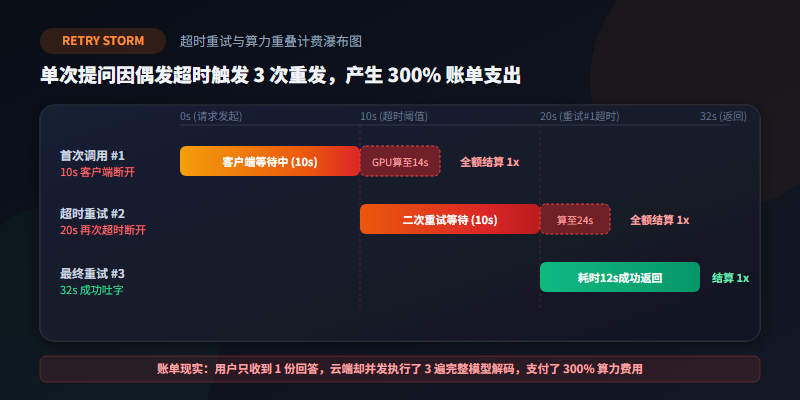 RETRY STORM
超时重试与算力重叠计费瀑布图
单次提问因偶发超时触发 3 次重发，产生 300% 账单支出
0s (请求发起)
10s (超时阈值)
20s (重试#1超时)
32s (返回)
首次调用 #1
10s 客户端断开
客户端等待中 (10s)
GPU算至14s
全额结算 1x
超时重试 #2
20s 再次超时断开
二次重试等待 (10s)
算至24s
全额结算 1x
最终重试 #3
32s 成功吐字
耗时12s成功返回
结算 1x
账单现实：用户只收到 1 份回答，云端却并发执行了 3 遍完整模型解码，支付了 300% 算力费用